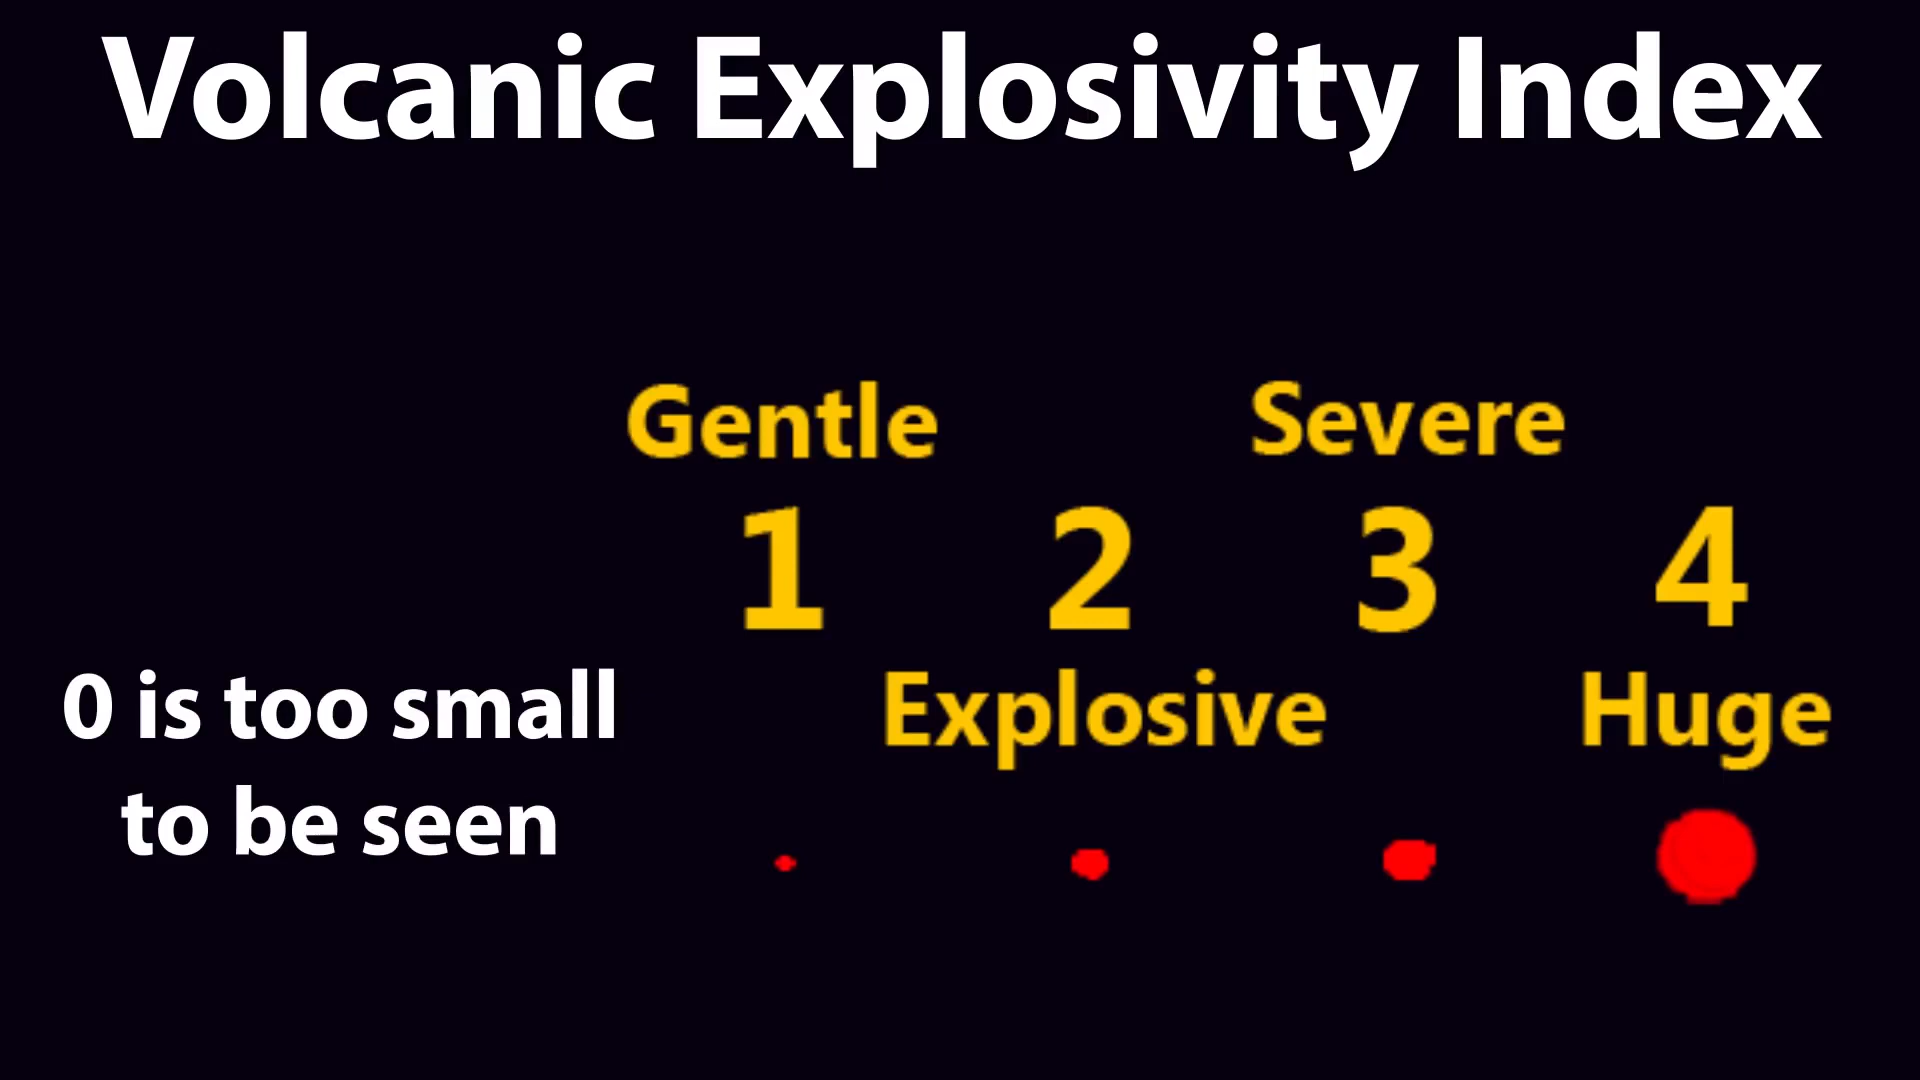 Volcanic Explosivity Index
Gentle Severe
1 2 3 4
Explosive Huge
0 is too small
to be seen